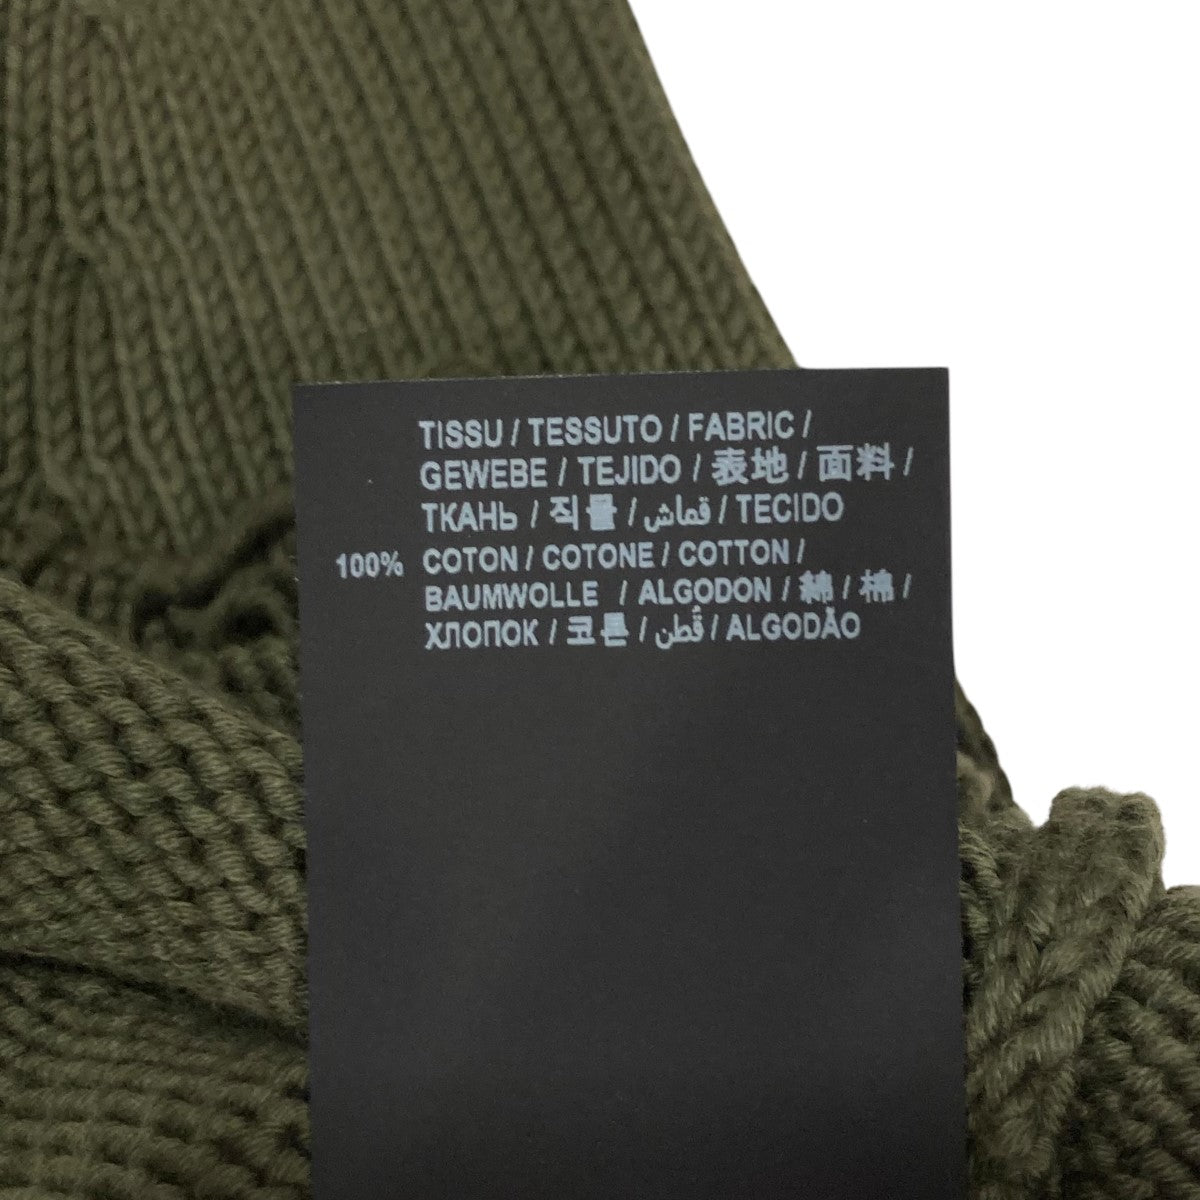 TISSU / TESSUTO / FABRIC /
GEWEBE / TEJIDO / 表地 / 面料 /
ТКАНЬ / 직물 / قماش / TECIDO
100% COTON / COTONE / COTTON /
BAUMWOLLE / ALGODON / 綿 / 棉 /
ХЛОПОК / 코튼 / قُطن / ALGODÃO